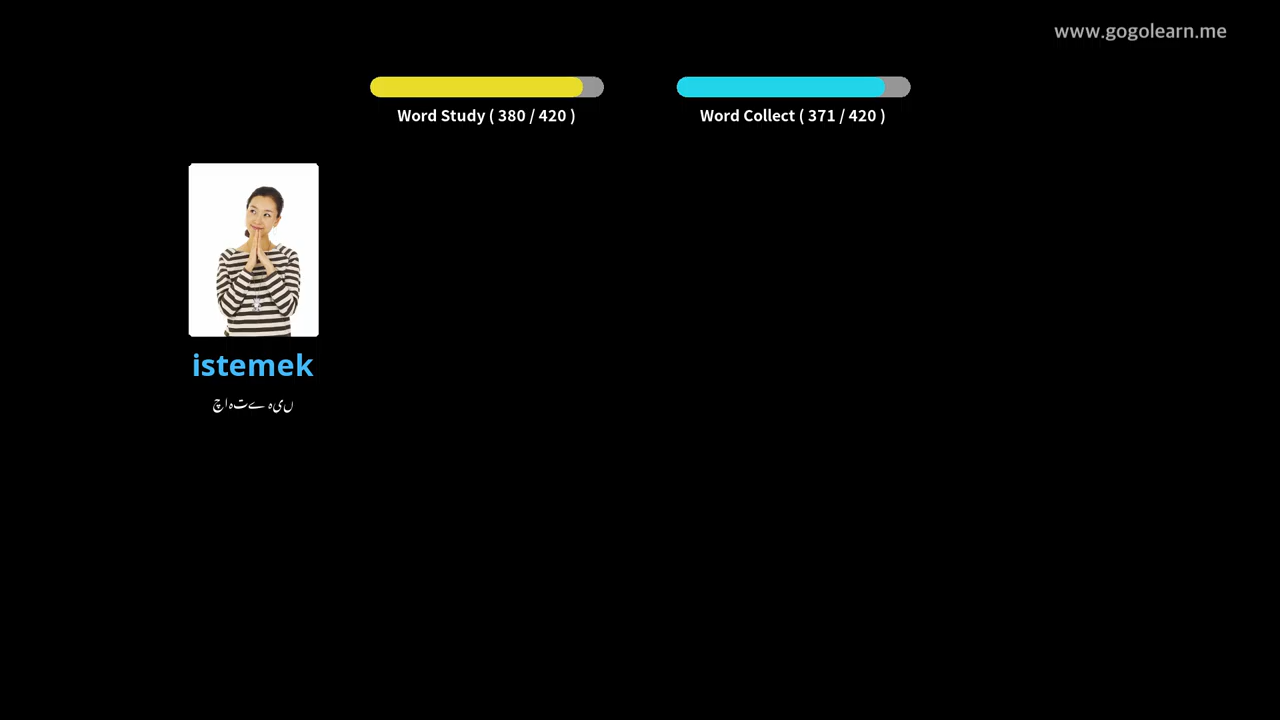 www.gogolearn.me
Word Study ( 380 / 420 )
Word Collect ( 371 / 420 )
istemek
چاہتے ہیں